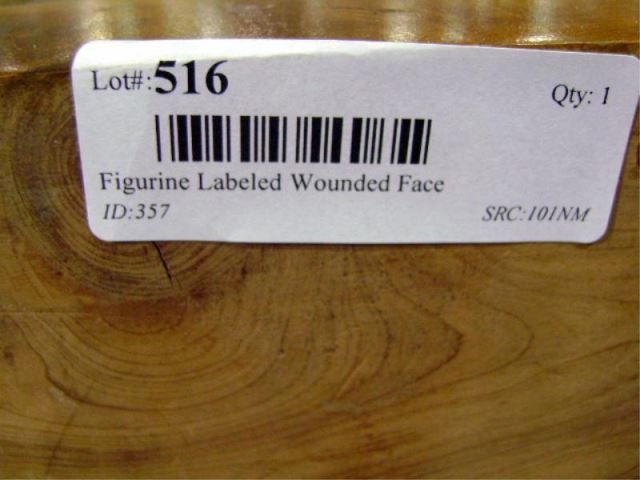 Lot#:516 Qty: 1
Figurine Labeled Wounded Face
ID:357 SRC:101NM